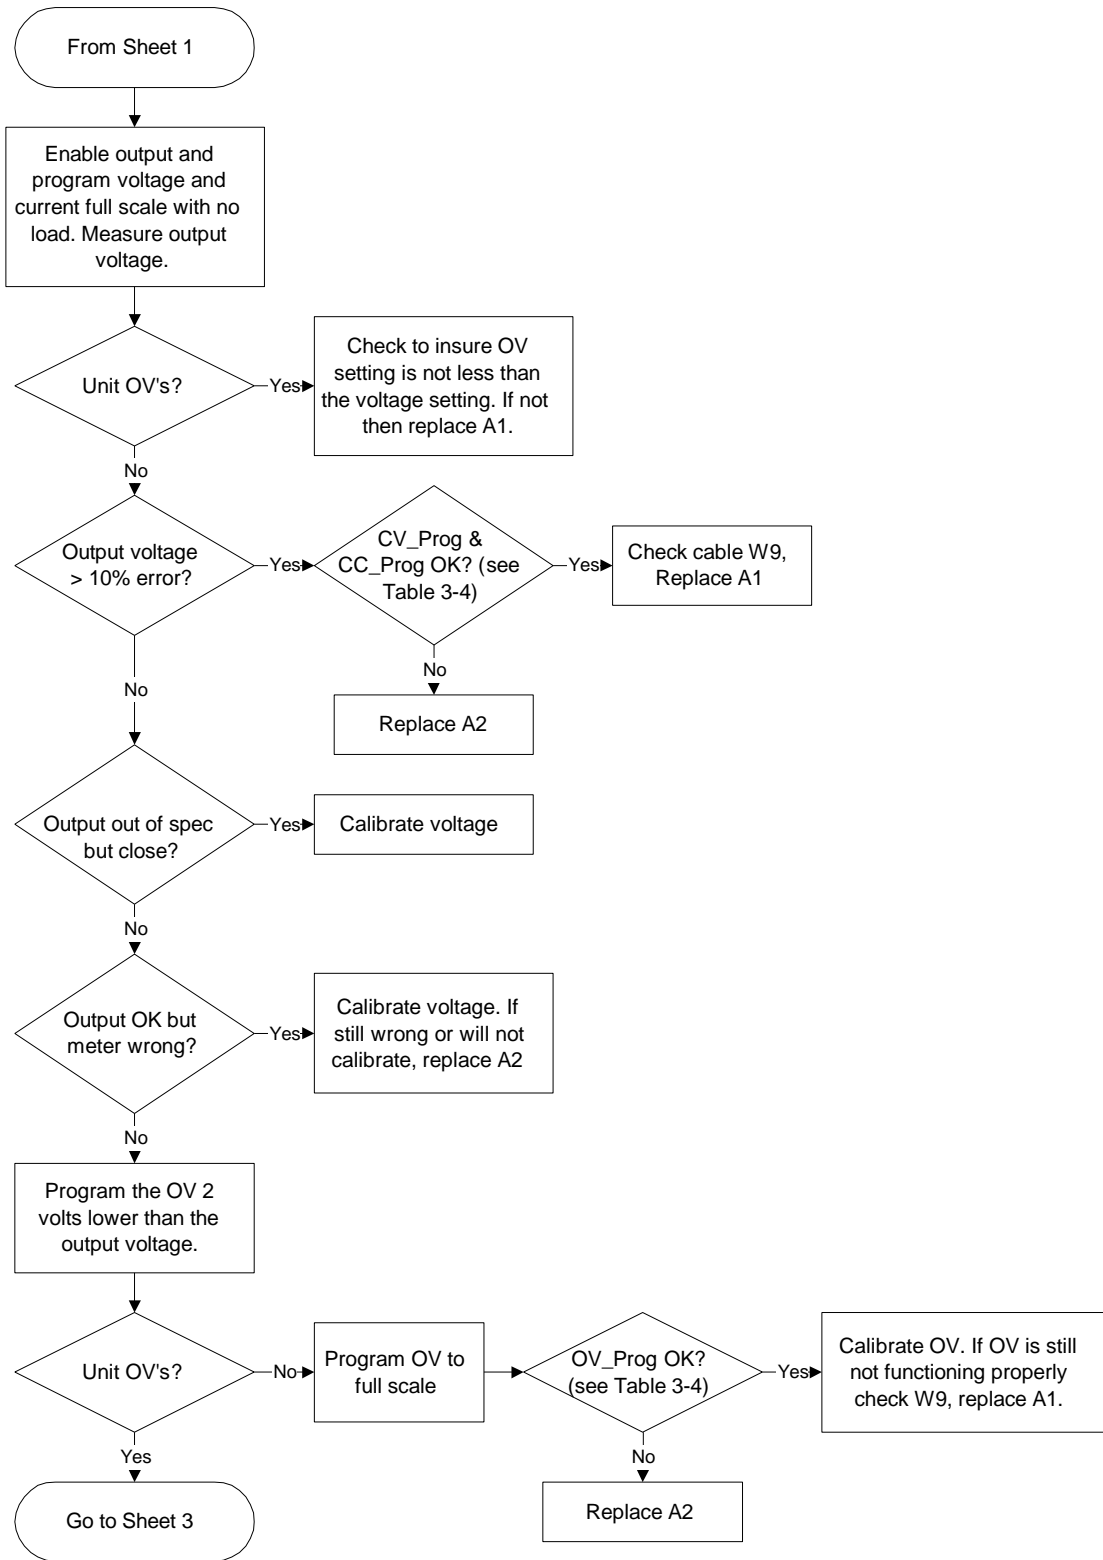 From Sheet 1
Enable output and
program voltage and
current full scale with no
load. Measure output
voltage.
Unit OV's?
Yes
Check to insure OV
setting is not less than
the voltage setting. If not
then replace A1.
No
Output voltage
> 10% error?
Yes
CV_Prog &
CC_Prog OK? (see
Table 3-4)
Yes
Check cable W9,
Replace A1
No
Replace A2
No
Output out of spec
but close?
Yes
Calibrate voltage
No
Output OK but
meter wrong?
Yes
Calibrate voltage. If
still wrong or will not
calibrate, replace A2
No
Program the OV 2
volts lower than the
output voltage.
Unit OV's?
No
Program OV to
full scale
OV_Prog OK?
(see Table 3-4)
Yes
Calibrate OV. If OV is still
not functioning properly
check W9, replace A1.
No
Replace A2
Yes
Go to Sheet 3